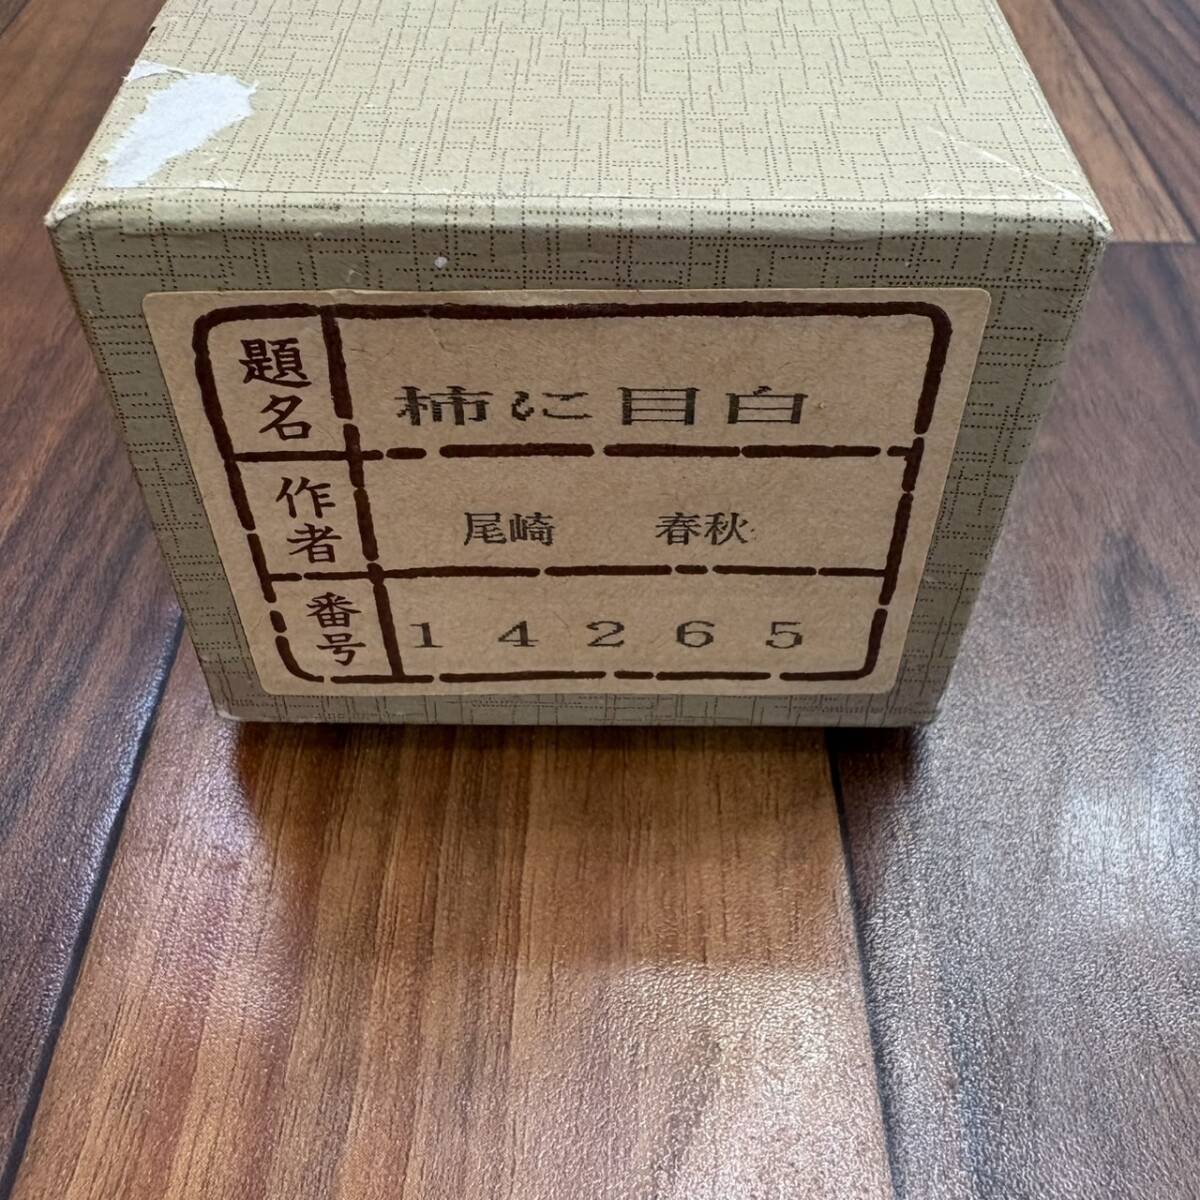 題名 柿に目白
作者 尾崎 春秋
番号 14265